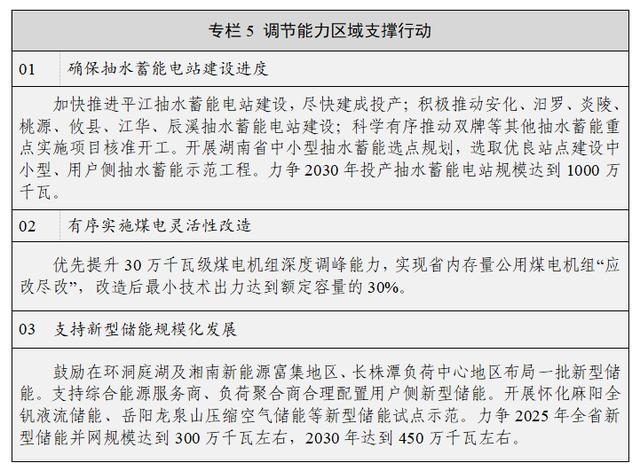 专栏 5 调节能力区域支撑行动
01 确保抽水蓄能电站建设进度
加快推进平江抽水蓄能电站建设，尽快建成投产；积极推动安化、汨罗、炎陵、
桃源、攸县、江华、辰溪抽水蓄能电站建设；科学有序推动双牌等其他抽水蓄能重
点实施项目核准开工。开展湖南省中小型抽水蓄能选点规划，选取优良站点建设中
小型、用户侧抽水蓄能示范工程。力争 2030 年投产抽水蓄能电站规模达到 1000 万
千瓦。
02 有序实施煤电灵活性改造
优先提升 30 万千瓦级煤电机组深度调峰能力，实现省内存量公用煤电机组“应
改尽改”，改造后最小技术出力达到额定容量的 30%。
03 支持新型储能规模化发展
鼓励在环洞庭湖及湘南新能源富集地区、长株潭负荷中心地区布局一批新型储
能。支持综合能源服务商、负荷聚合商合理配置用户侧新型储能。开展怀化麻阳全
钒液流储能、岳阳龙泉山压缩空气储能等新型储能试点示范。力争 2025 年全省新
型储能并网规模达到 300 万千瓦左右，2030 年达到 450 万千瓦左右。